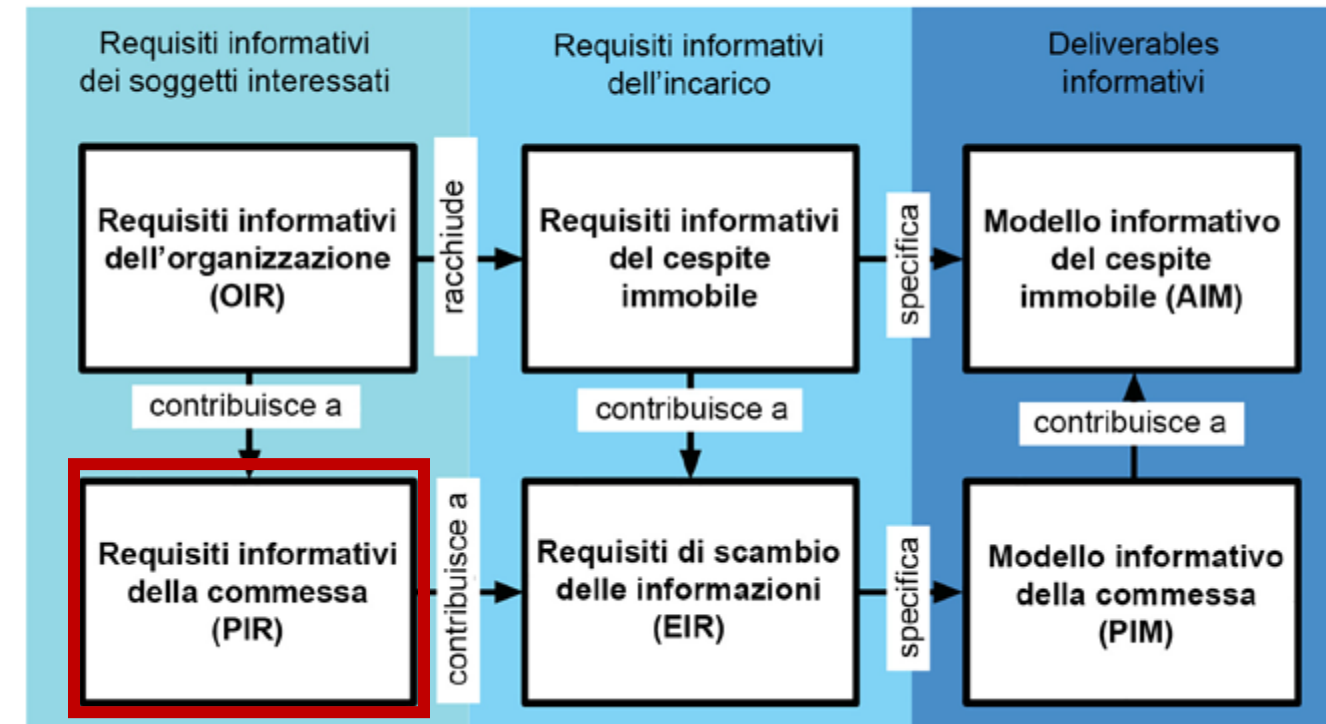 Requisiti informativi
dei soggetti interessati
Requisiti informativi
dell'incarico
Deliverables
informativi
Requisiti informativi
dell'organizzazione
(OIR)
racchiude
Requisiti informativi
del cespite
immobile
specifica
Modello informativo
del cespite
immobile (AIM)
contribuisce a
contribuisce a
contribuisce a
Requisiti informativi
della commessa
(PIR)
contribuisce a
Requisiti di scambio
delle informazioni
(EIR)
specifica
Modello informativo
della commessa
(PIM)